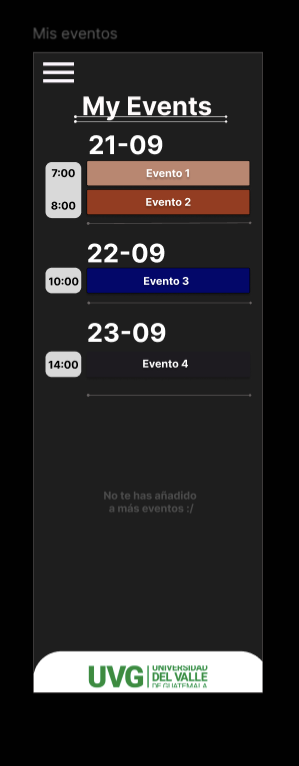 Mis eventos
My Events
21-09
7:00
Evento 1
8:00
Evento 2
22-09
10:00
Evento 3
23-09
14:00
Evento 4
No te has añadido
a más eventos :/
UVG
UNIVERSIDAD
DEL VALLE
DE GUATEMALA